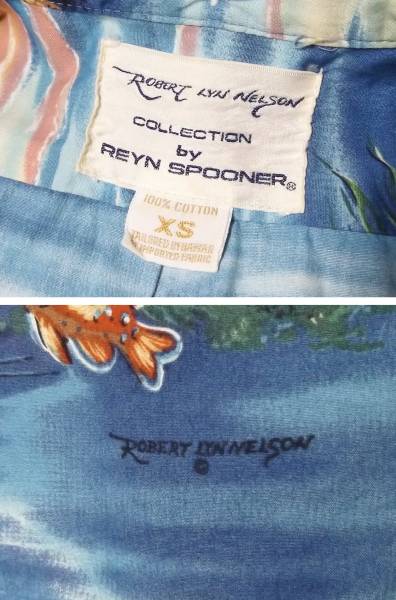 ROBERT LYN NELSON
COLLECTION
by
REYN SPOONER®
100% COTTON
XS
TAILORED IN HAWAII
IMPORTED FABRIC
ROBERT LYN NELSON
©